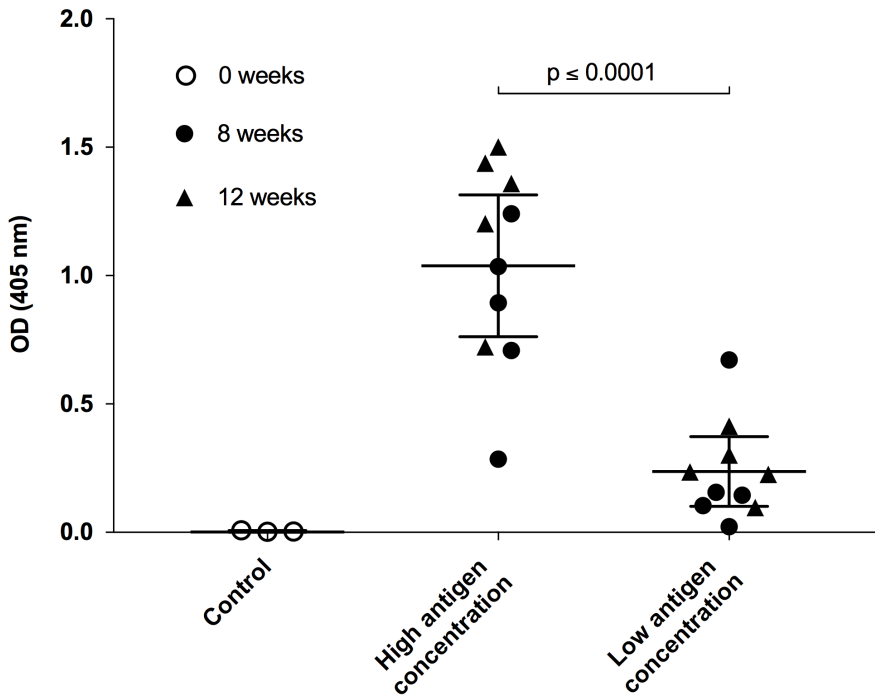 2.0
1.5
1.0
0.5
0.0
OD (405 nm)
0 weeks
8 weeks
12 weeks
p ≤ 0.0001
Control
High antigen
concentration
Low antigen
concentration